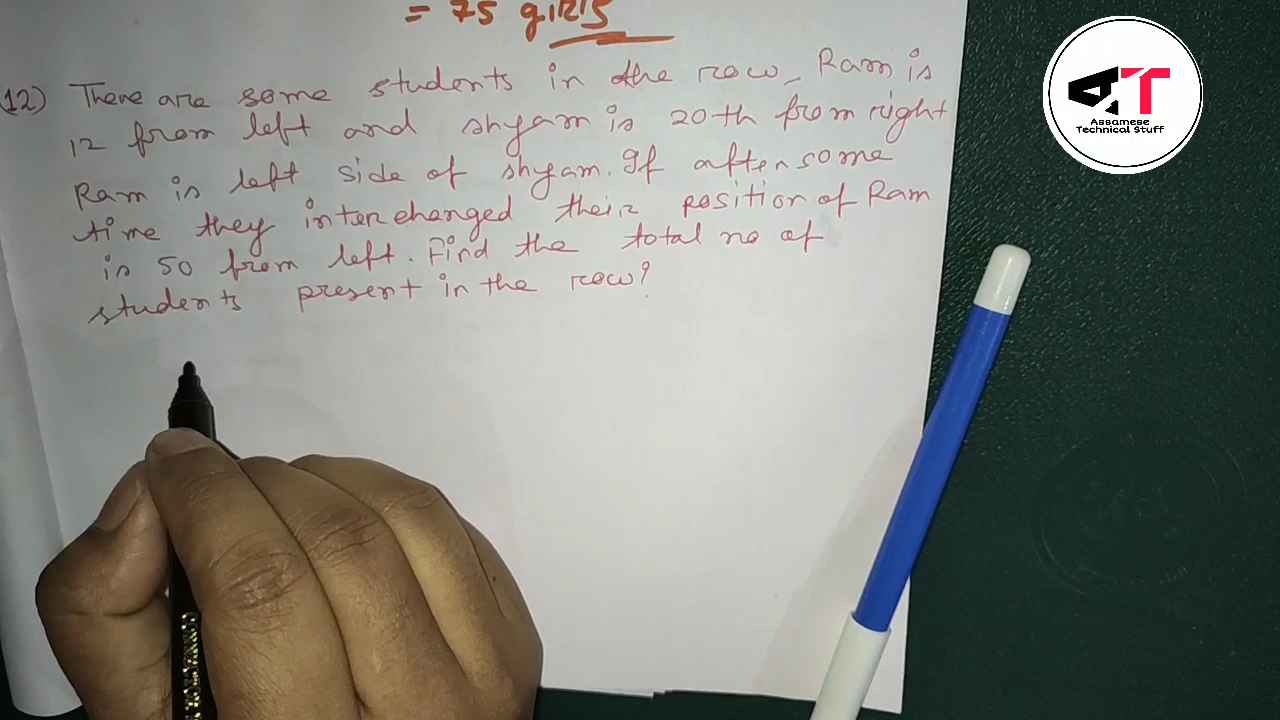 = 75 girls
(12) There are some students in the row. Ram is
12 from left and shyam is 20th from right
Ram is left side of shyam. If after some
time they interchanged their position of Ram
is 50 from left. Find the total no of
students present in the row?
AT
Assamese
Technical Stuff